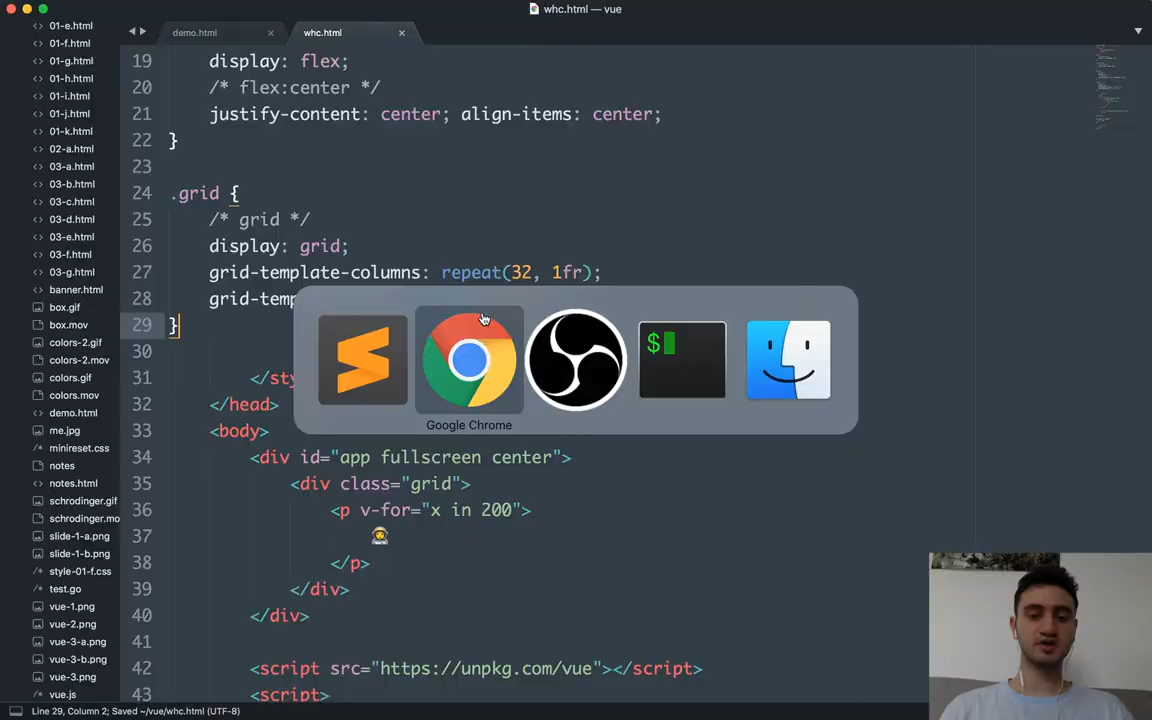 whc.html — vue
demo.html
whc.html
01-e.html
01-f.html
01-g.html
01-h.html
01-i.html
01-j.html
01-k.html
02-a.html
03-a.html
03-b.html
03-c.html
03-d.html
03-e.html
03-f.html
03-g.html
banner.html
box.gif
box.mov
colors-2.gif
colors-2.mov
colors.gif
colors.mov
demo.html
me.jpg
minireset.css
notes
notes.html
schrodinger.gif
schrodinger.mo
slide-1-a.png
slide-1-b.png
style-01-f.css
test.go
vue-1.png
vue-2.png
vue-3-a.png
vue-3-b.png
vue-3.png
vue.js
19 display: flex;
20 /* flex:center */
21 justify-content: center; align-items: center;
22 }
23
24 .grid {
25 /* grid */
26 display: grid;
27 grid-template-columns: repeat(32, 1fr);
28 grid-temp
29 }
30
31 </sty
32 </head>
33 <body>
34 <div id="app fullscreen center">
35 <div class="grid">
36 <p v-for="x in 200">
37 👩‍🚀
38 </p>
39 </div>
40 </div>
41
42 <script src="https://unpkg.com/vue"></script>
43 <script>
$
Google Chrome
Line 29, Column 2; Saved ~/vue/whc.html (UTF-8)